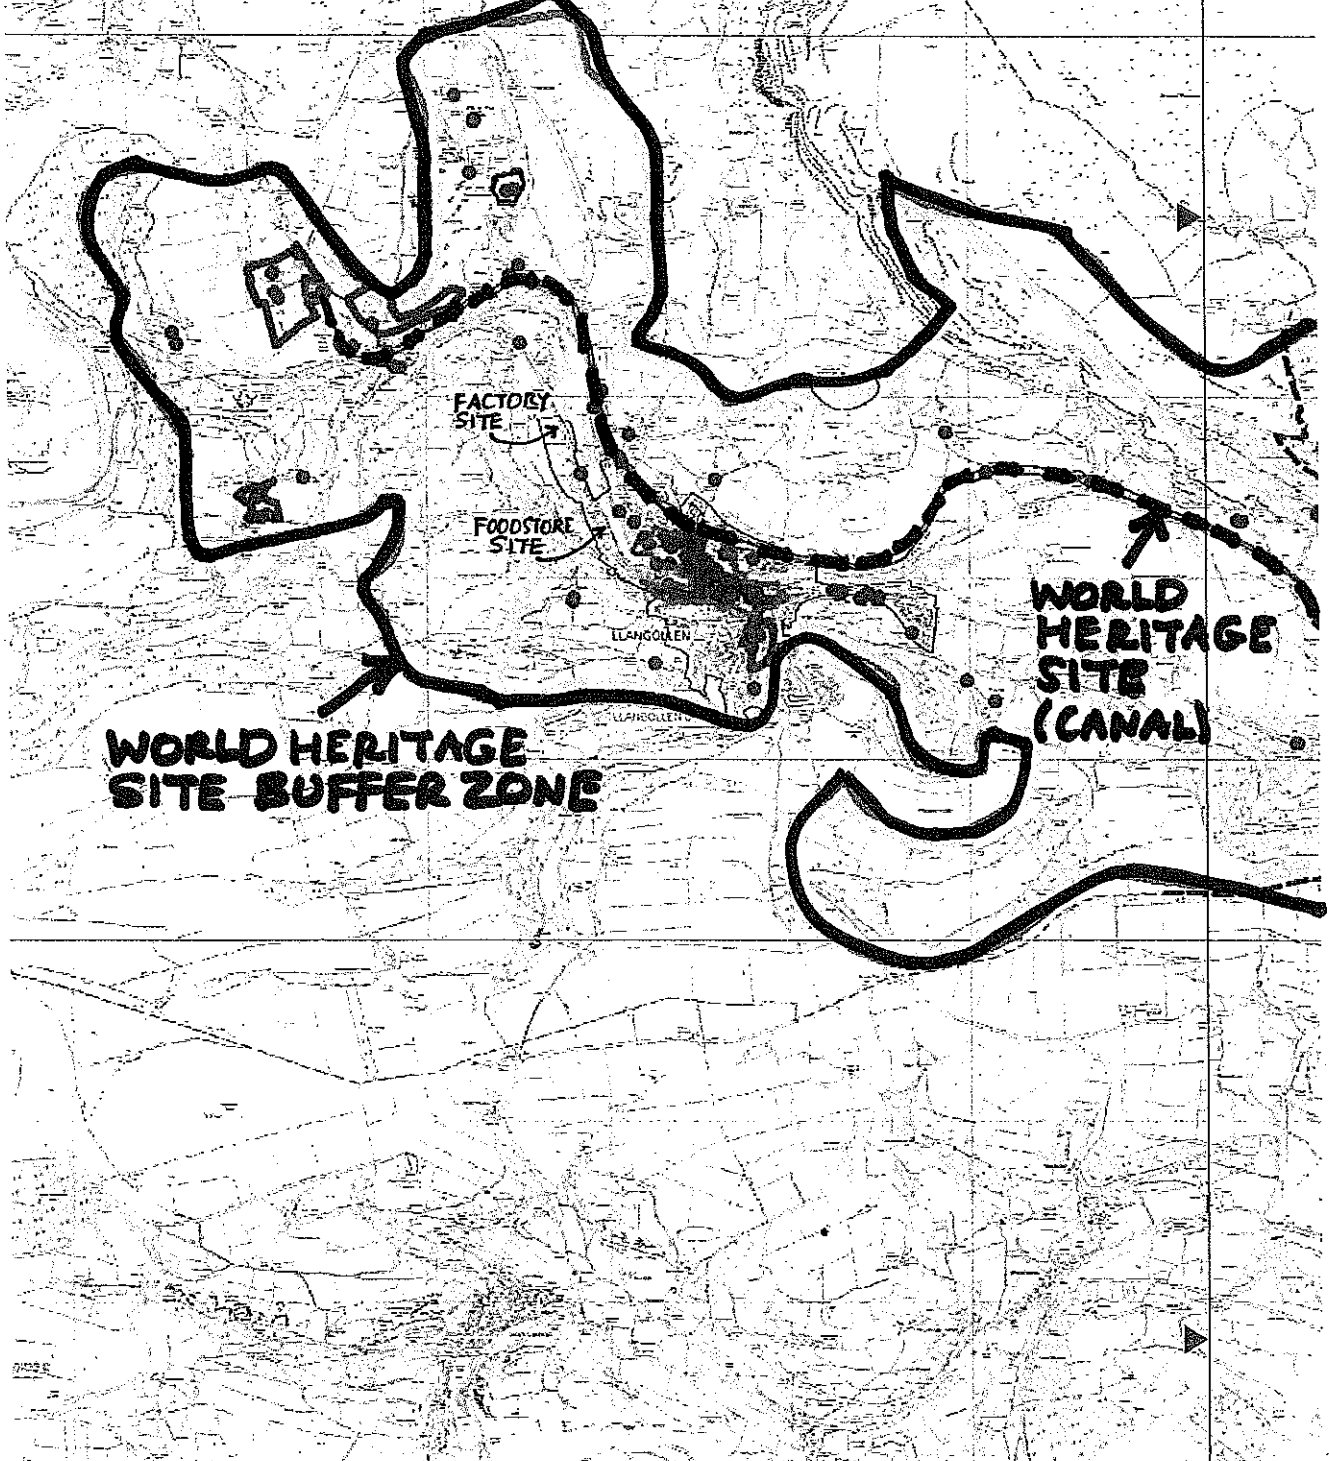 FACTORY
SITE
FOODSTORE
SITE
LLANGOLLEN
WORLD
HERITAGE
SITE
(CANAL)
WORLD HERITAGE
SITE BUFFER ZONE